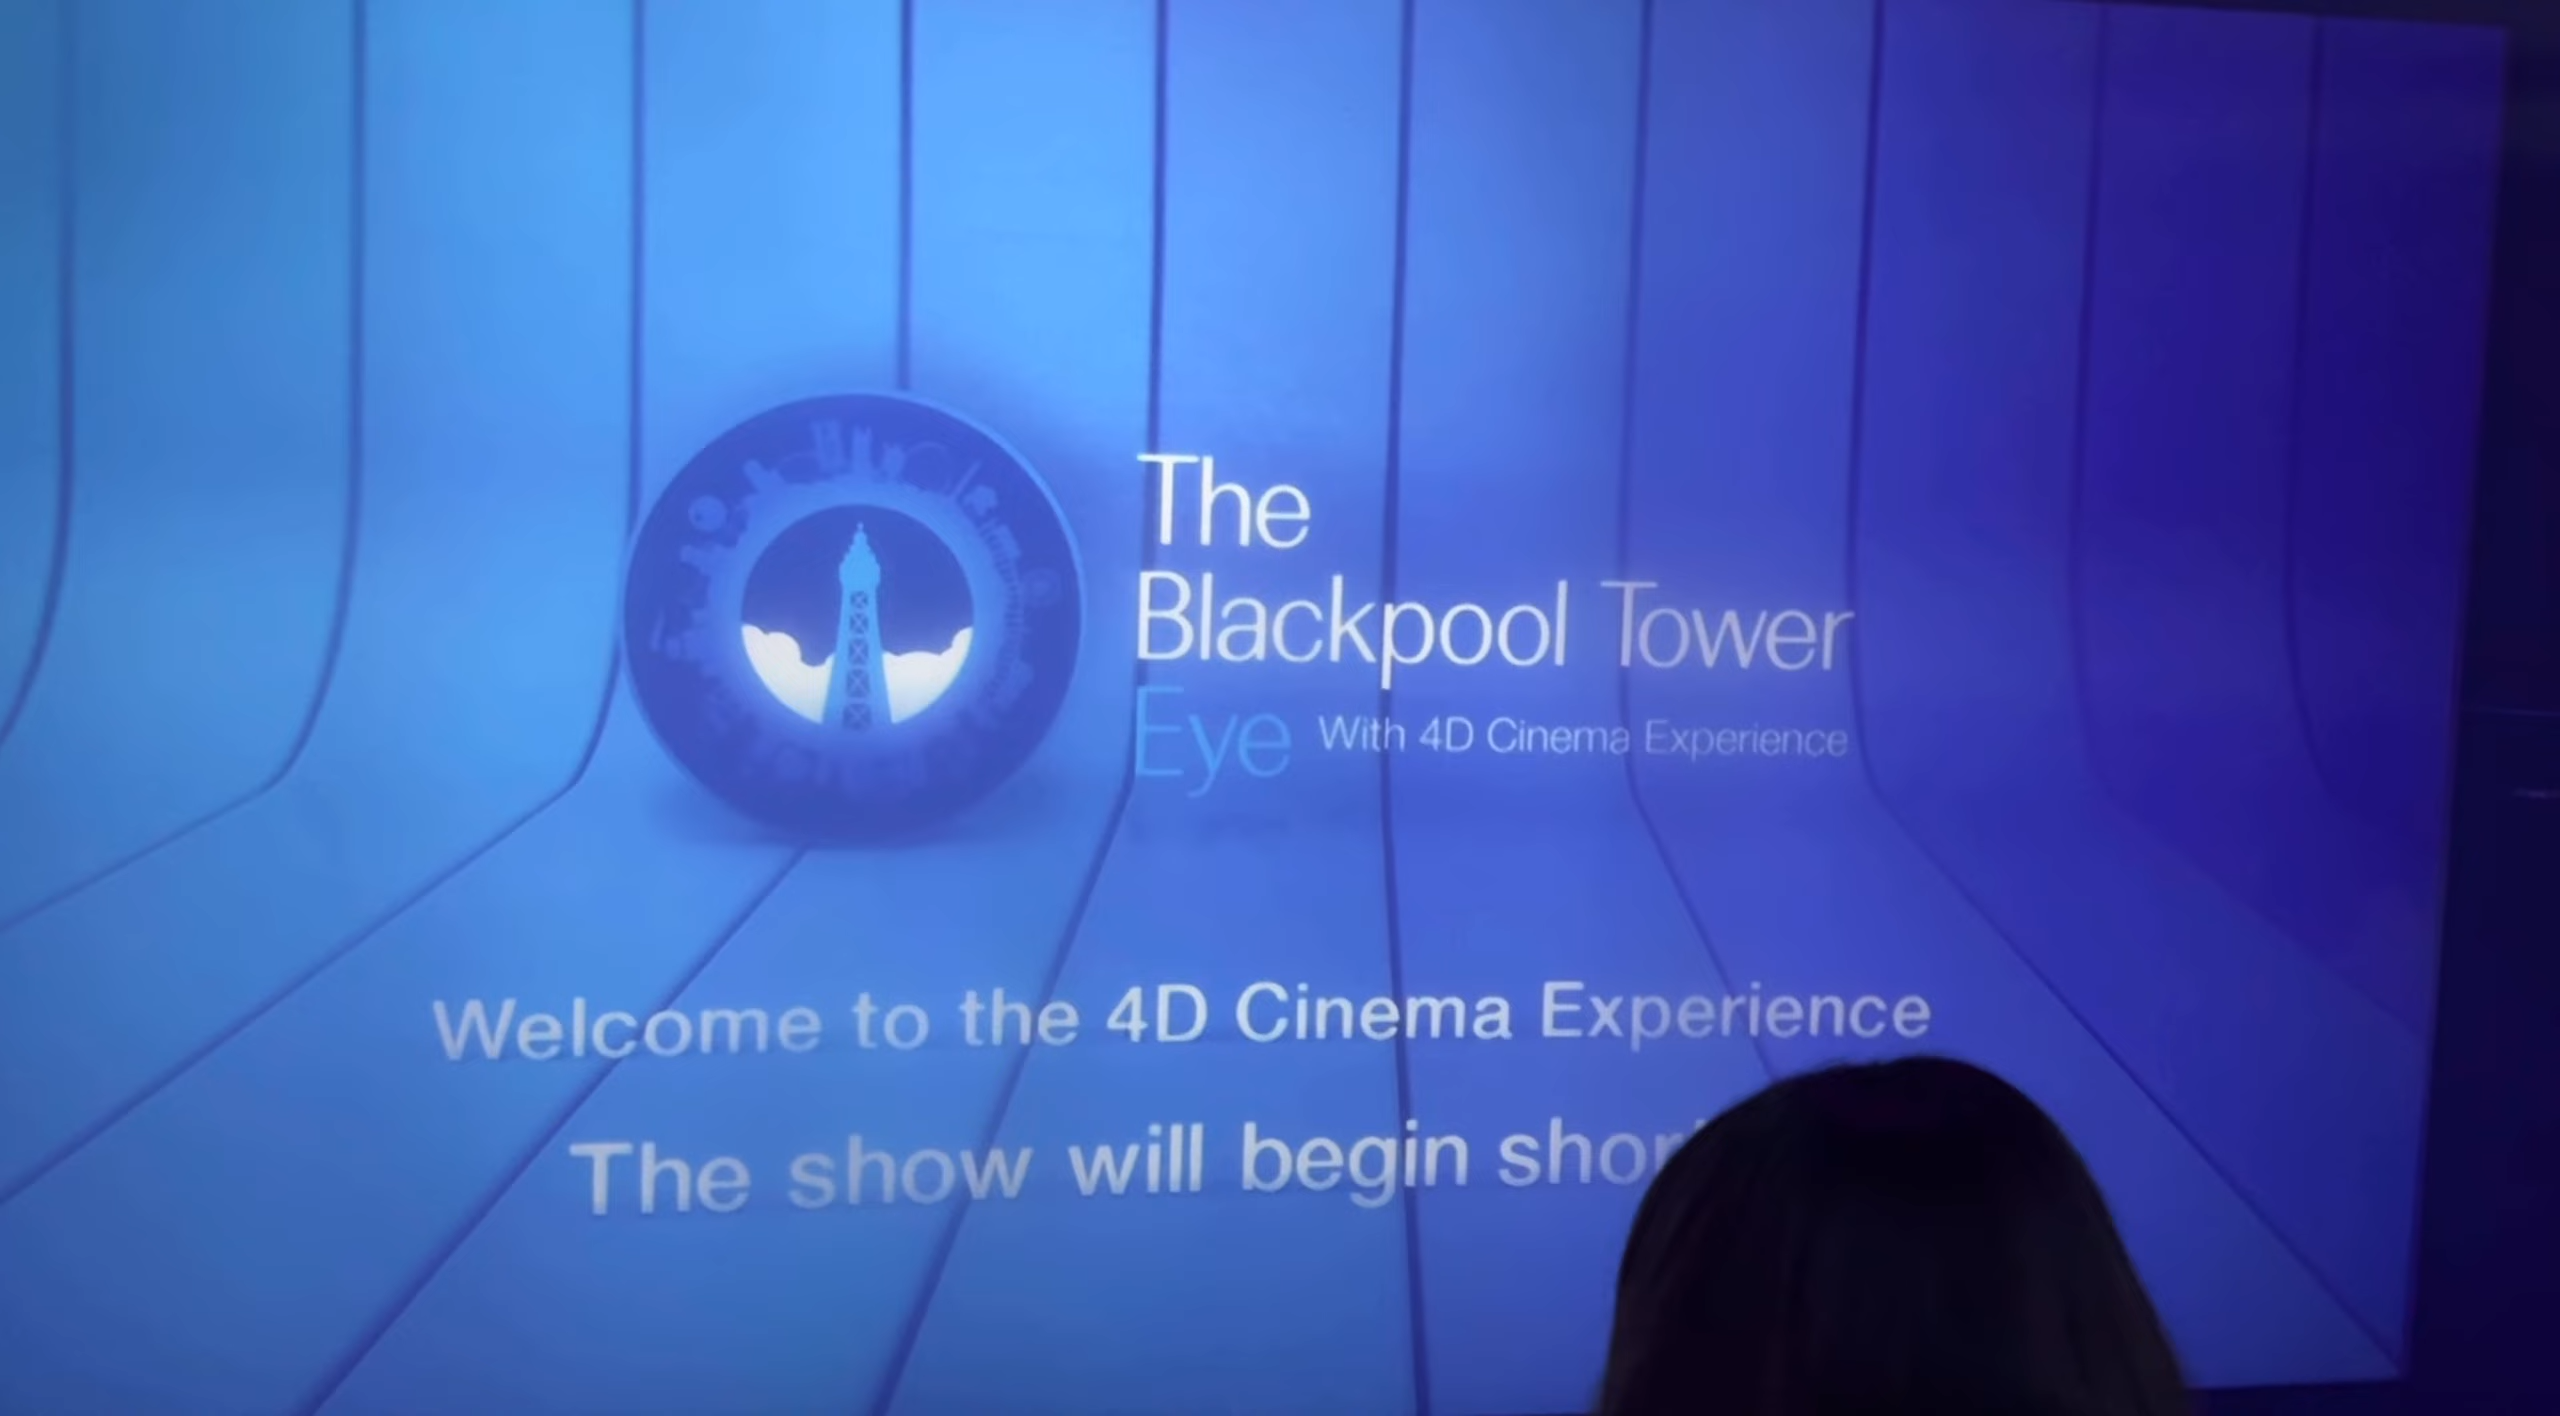 The
Blackpool Tower
Eye With 4D Cinema Experience
Welcome to the 4D Cinema Experience
The show will begin